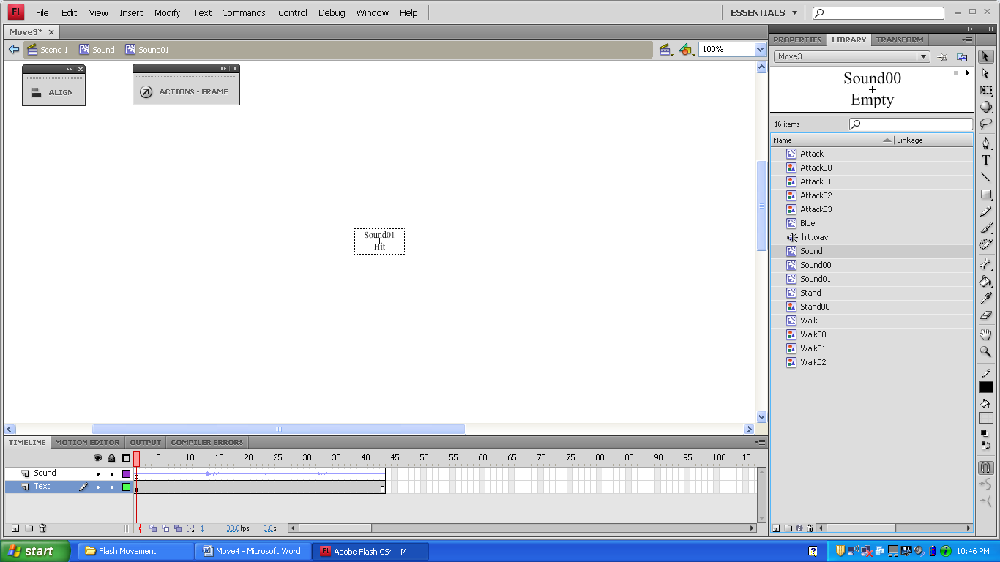 Fl File Edit View Insert Modify Text Commands Control Debug Window Help ESSENTIALS
Move3*
Scene 1 Sound Sound01 100%
ALIGN
ACTIONS - FRAME
Sound01
Hit
PROPERTIES LIBRARY TRANSFORM
Move3
Sound00
Empty
16 items
Name Linkage
Attack
Attack00
Attack01
Attack02
Attack03
Blue
hit.wav
Sound
Sound00
Sound01
Stand
Stand00
Walk
Walk00
Walk01
Walk02
T
TIMELINE MOTION EDITOR OUTPUT COMPILER ERRORS
1 5 10 15 20 25 30 35 40 45 50 55 60 65 70 75 80 85 90 95 100 10
Sound
Text
1 30.0fps 0.0s
start Flash Movement Move4 - Microsoft Word Fl Adobe Flash CS4 - M... 10:46 PM